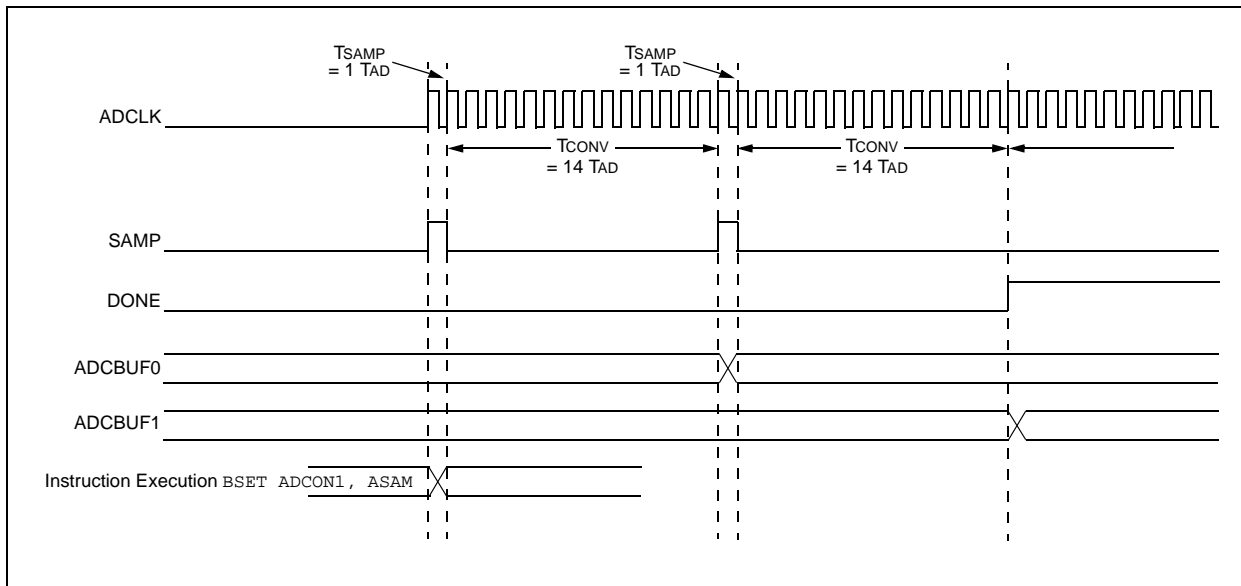 TSAMP
= 1 TAD
TSAMP
= 1 TAD
ADCLK
TCONV
= 14 TAD
TCONV
= 14 TAD
SAMP
DONE
ADCBUF0
ADCBUF1
Instruction Execution BSET ADCON1, ASAM